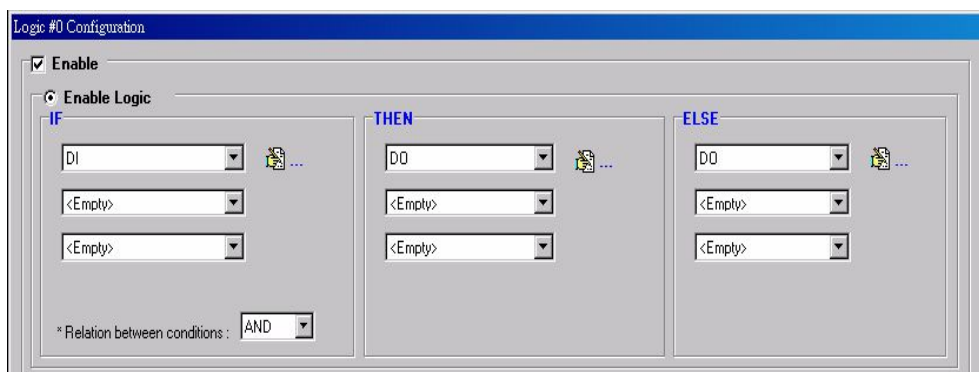 Logic #0 Configuration
Enable
Enable Logic
IF THEN ELSE
DI ... DO ... DO ...
<Empty> <Empty> <Empty>
<Empty> <Empty> <Empty>
* Relation between conditions : AND